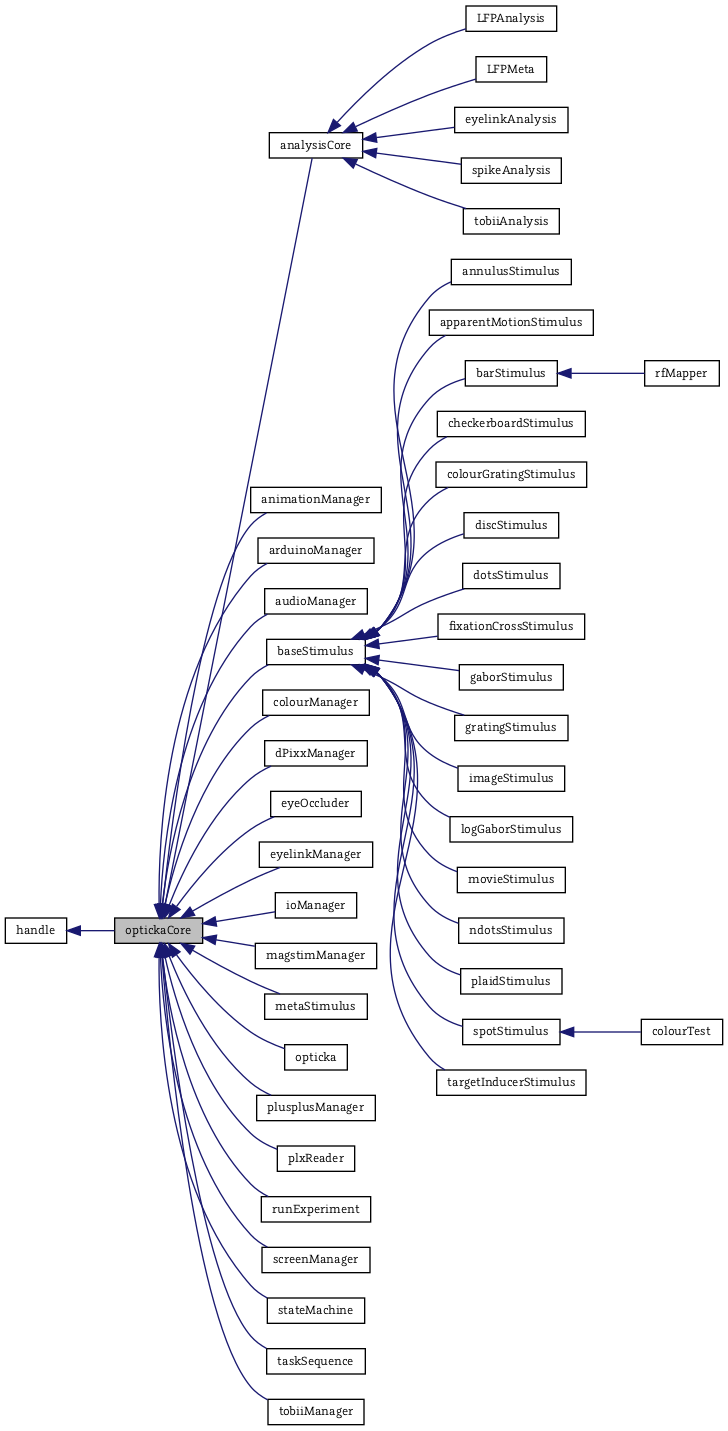 LFPAnalysis
LFPMeta
eyelinkAnalysis
analysisCore
spikeAnalysis
tobiiAnalysis
annulusStimulus
apparentMotionStimulus
barStimulus
rfMapper
checkerboardStimulus
colourGratingStimulus
animationManager
discStimulus
arduinoManager
dotsStimulus
audioManager
fixationCrossStimulus
baseStimulus
gaborStimulus
colourManager
gratingStimulus
dPixxManager
imageStimulus
eyeOccluder
logGaborStimulus
eyelinkManager
movieStimulus
ioManager
handle
optickaCore
ndotsStimulus
magstimManager
plaidStimulus
metaStimulus
spotStimulus
colourTest
opticka
targetInducerStimulus
plusplusManager
plxReader
runExperiment
screenManager
stateMachine
taskSequence
tobiiManager